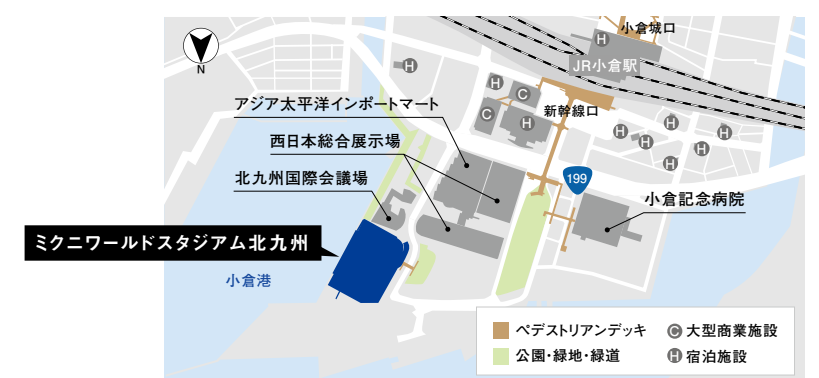 小倉城口
H
JR小倉駅
N
H
H
C
アジア太平洋インポートマート
新幹線口
C
H
西日本総合展示場
H
H
H
H
H
H
北九州国際会議場
199
小倉記念病院
ミクニワールドスタジアム北九州
小倉港
ペデストリアンデッキ
C 大型商業施設
公園・緑地・緑道
H 宿泊施設